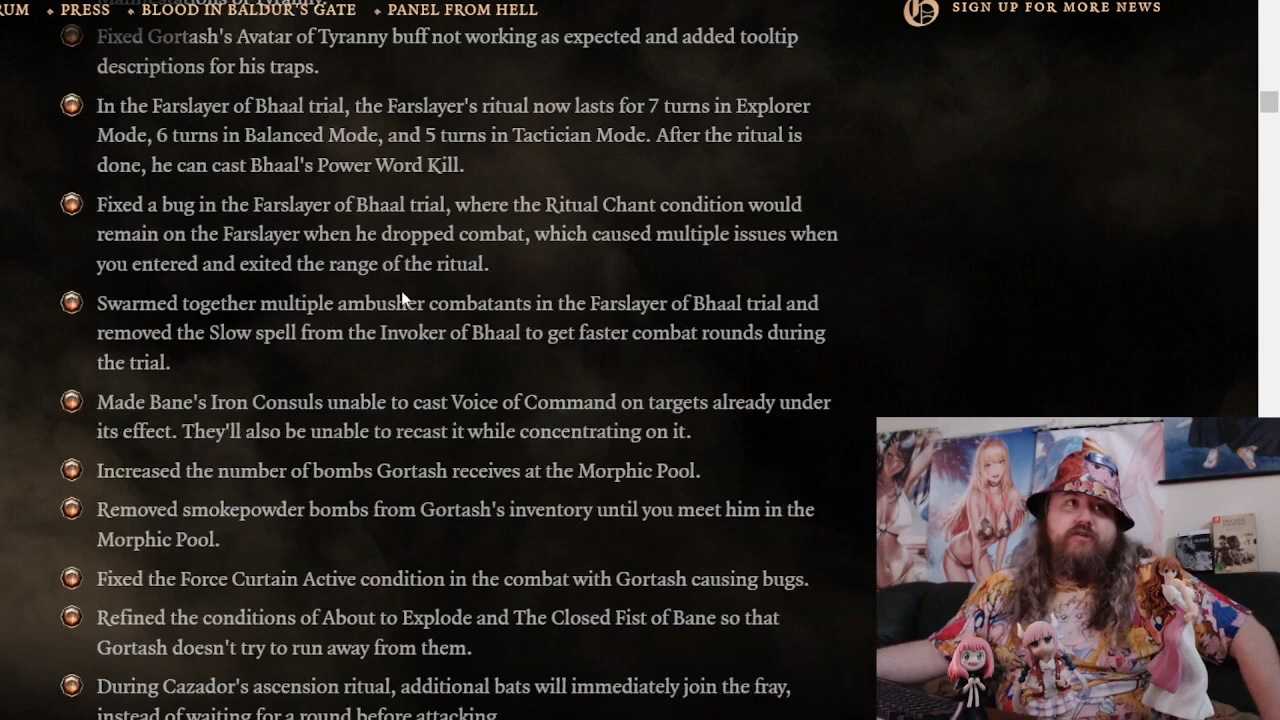 RUM
PRESS
BLOOD IN BALDUR'S GATE
PANEL FROM HELL
SIGN UP FOR MORE NEWS
Manifestations of Tyranny.
Fixed Gortash's Avatar of Tyranny buff not working as expected and added tooltip
descriptions for his traps.
In the Farslayer of Bhaal trial, the Farslayer's ritual now lasts for 7 turns in Explorer
Mode, 6 turns in Balanced Mode, and 5 turns in Tactician Mode. After the ritual is
done, he can cast Bhaal's Power Word Kill.
Fixed a bug in the Farslayer of Bhaal trial, where the Ritual Chant condition would
remain on the Farslayer when he dropped combat, which caused multiple issues when
you entered and exited the range of the ritual.
Swarmed together multiple ambusher combatants in the Farslayer of Bhaal trial and
removed the Slow spell from the Invoker of Bhaal to get faster combat rounds during
the trial.
Made Bane's Iron Consuls unable to cast Voice of Command on targets already under
its effect. They'll also be unable to recast it while concentrating on it.
Increased the number of bombs Gortash receives at the Morphic Pool.
Removed smokepowder bombs from Gortash's inventory until you meet him in the
Morphic Pool.
Fixed the Force Curtain Active condition in the combat with Gortash causing bugs.
Refined the conditions of About to Explode and The Closed Fist of Bane so that
Gortash doesn't try to run away from them.
During Cazador's ascension ritual, additional bats will immediately join the fray,
instead of waiting for a round before attacking.